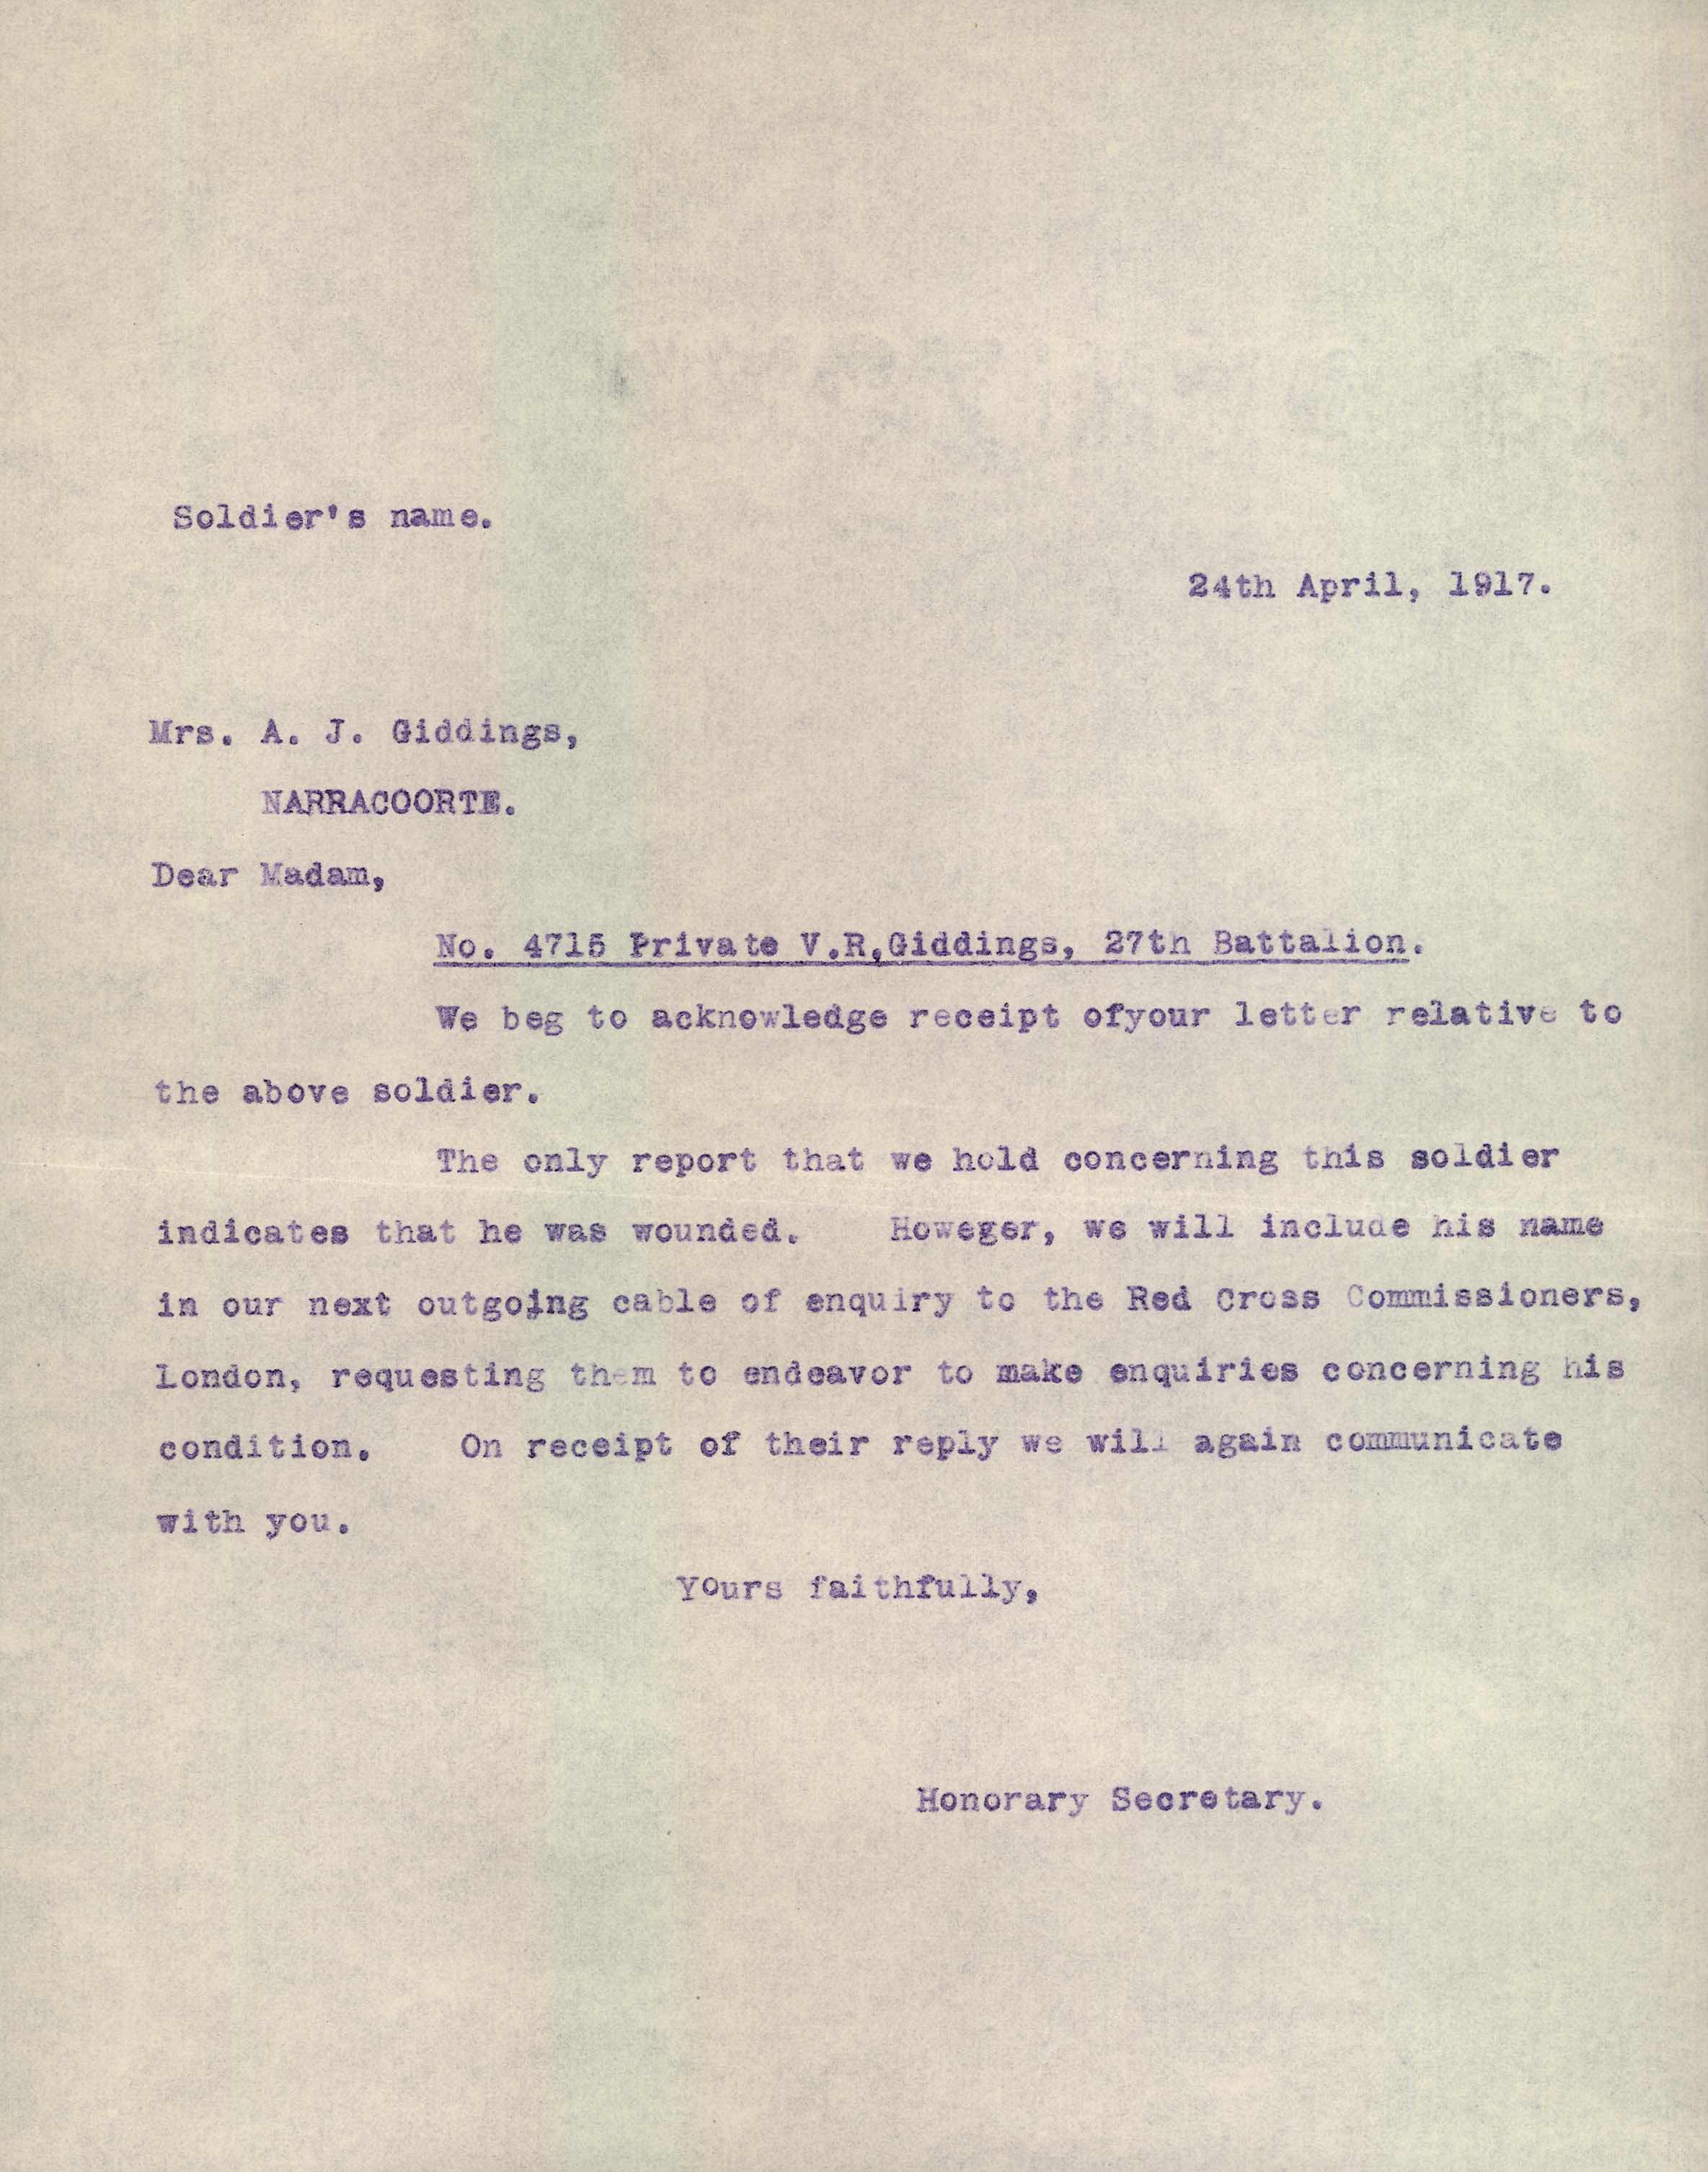 Soldier's name.
24th April, 1917.
Mrs. A. J. Giddings,
NARRACOORTE.
Dear Madam,
No. 4715 Private V.R,Giddings, 27th Battalion.
We beg to acknowledge receipt ofyour letter relative to
the above soldier.
The only report that we hold concerning this soldier
indicates that he was wounded. Howeger, we will include his name
in our next outgoing cable of enquiry to the Red Cross Commissioners,
London, requesting them to endeavor to make enquiries concerning his
condition. On receipt of their reply we will again communicate
with you.
Yours faithfully,
Honorary Secretary.